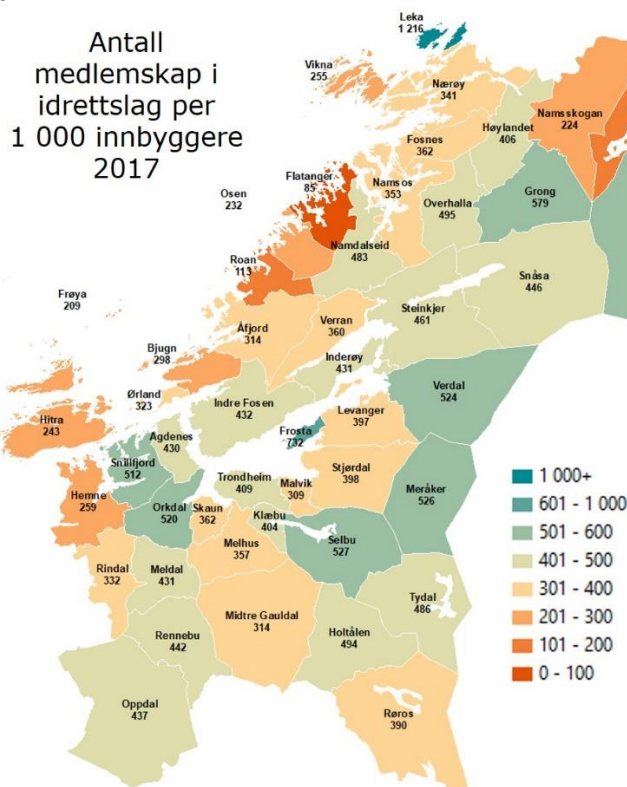 Antall
medlemskap i
idrettslag per
1 000 innbyggere
2017
Leka
1 216
Vikna
255
Nærøy
341
Namsskogan
224
Høylandet
406
Fosnes
362
Flatanger
85
Namsos
353
Osen
232
Overhalla
495
Grong
579
Namdalseid
483
Roan
113
Snåsa
446
Frøya
209
Steinkjer
461
Åfjord
314
Verran
360
Bjugn
298
Inderøy
431
Verdal
524
Ørland
323
Indre Fosen
432
Levanger
397
Hitra
243
Agdenes
430
Frosta
732
Snillfjord
512
Stjørdal
398
Trondheim
409
Malvik
309
Meråker
526
Hemne
259
Orkdal
520
Skaun
362
Klæbu
404
Selbu
527
Melhus
357
Rindal
332
Meldal
431
Tydal
486
Midtre Gauldal
314
Rennebu
442
Holtålen
494
Oppdal
437
Røros
390
1 000+
601 - 1 000
501 - 600
401 - 500
301 - 400
201 - 300
101 - 200
0 - 100